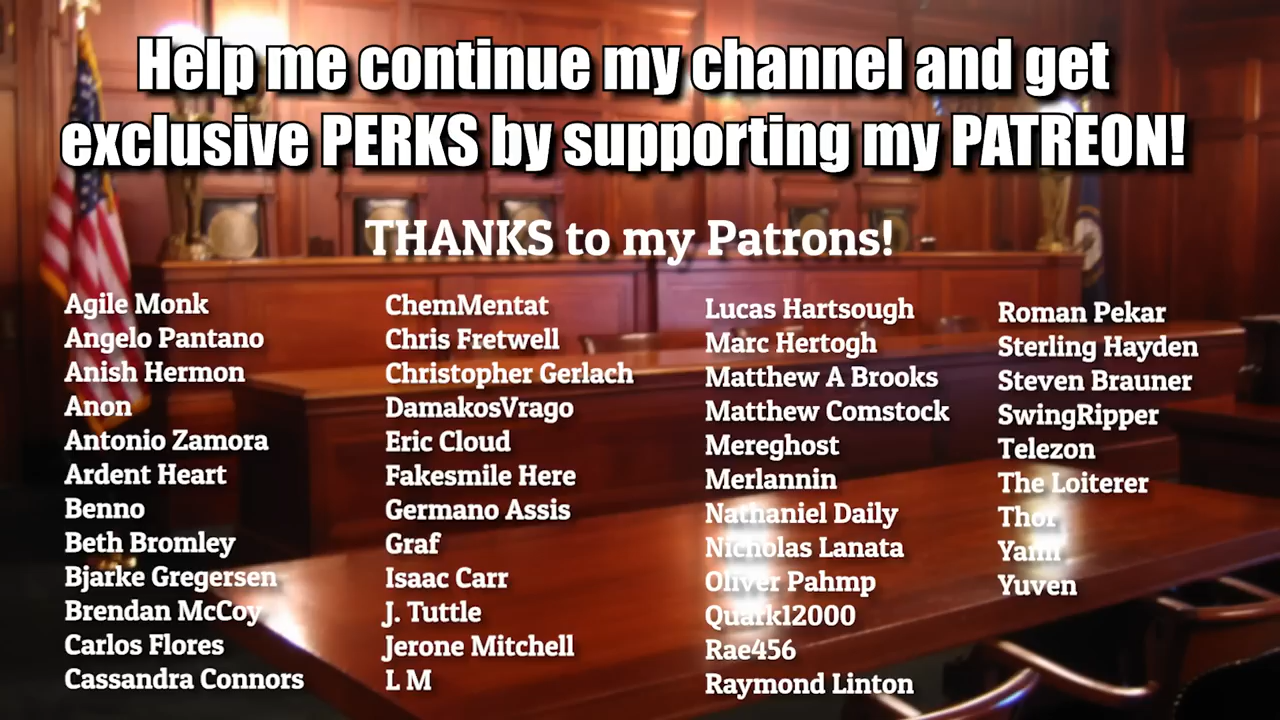 Help me continue my channel and get
exclusive PERKS by supporting my PATREON!
THANKS to my Patrons!
Agile Monk
Angelo Pantano
Anish Hermon
Anon
Antonio Zamora
Ardent Heart
Benno
Beth Bromley
Bjarke Gregersen
Brendan McCoy
Carlos Flores
Cassandra Connors
ChemMentat
Chris Fretwell
Christopher Gerlach
DamakosVrago
Eric Cloud
Fakesmile Here
Germano Assis
Graf
Isaac Carr
J. Tuttle
Jerone Mitchell
L M
Lucas Hartsough
Marc Hertogh
Matthew A Brooks
Matthew Comstock
Mereghost
Merlannin
Nathaniel Daily
Nicholas Lanata
Oliver Pahmp
Quark12000
Rae456
Raymond Linton
Roman Pekar
Sterling Hayden
Steven Brauner
SwingRipper
Telezon
The Loiterer
Thor
Yami
Yuven